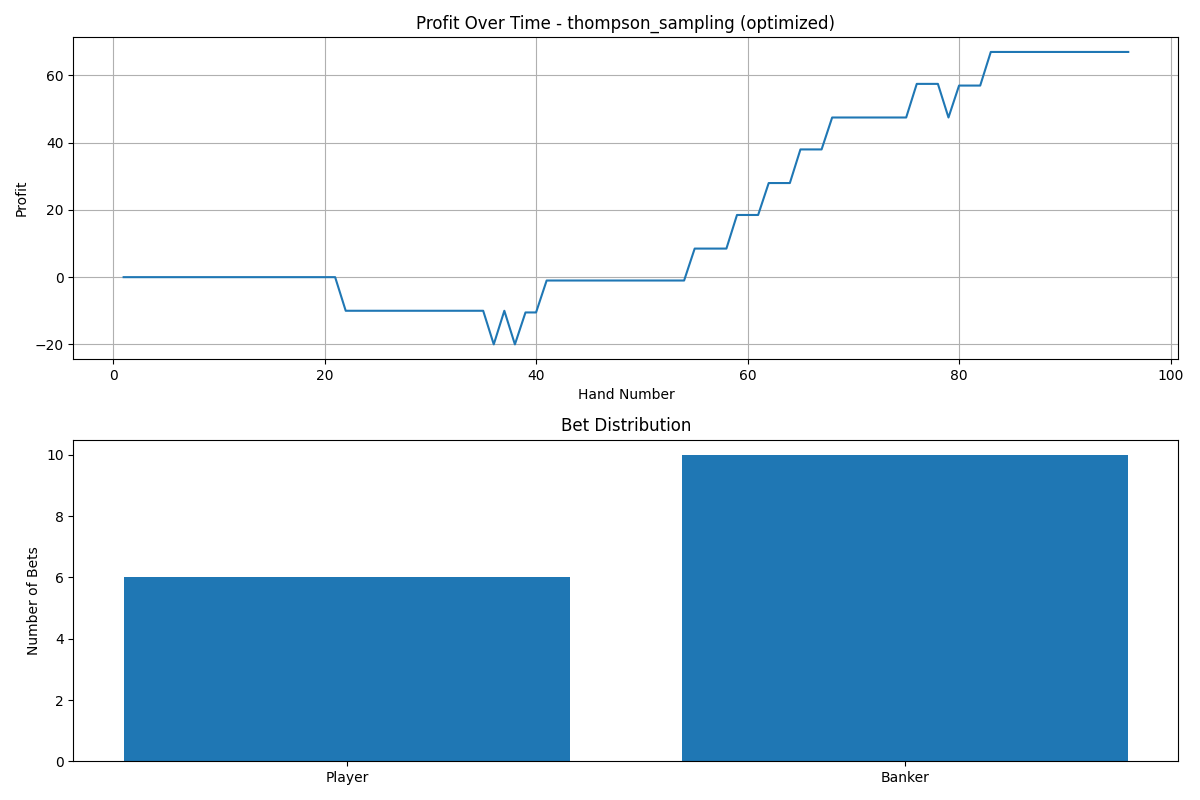 Profit Over Time - thompson_sampling (optimized)
Profit
60
40
20
0
−20
0 20 40 60 80 100
Hand Number
Bet Distribution
Number of Bets
10
8
6
4
2
0
Player Banker